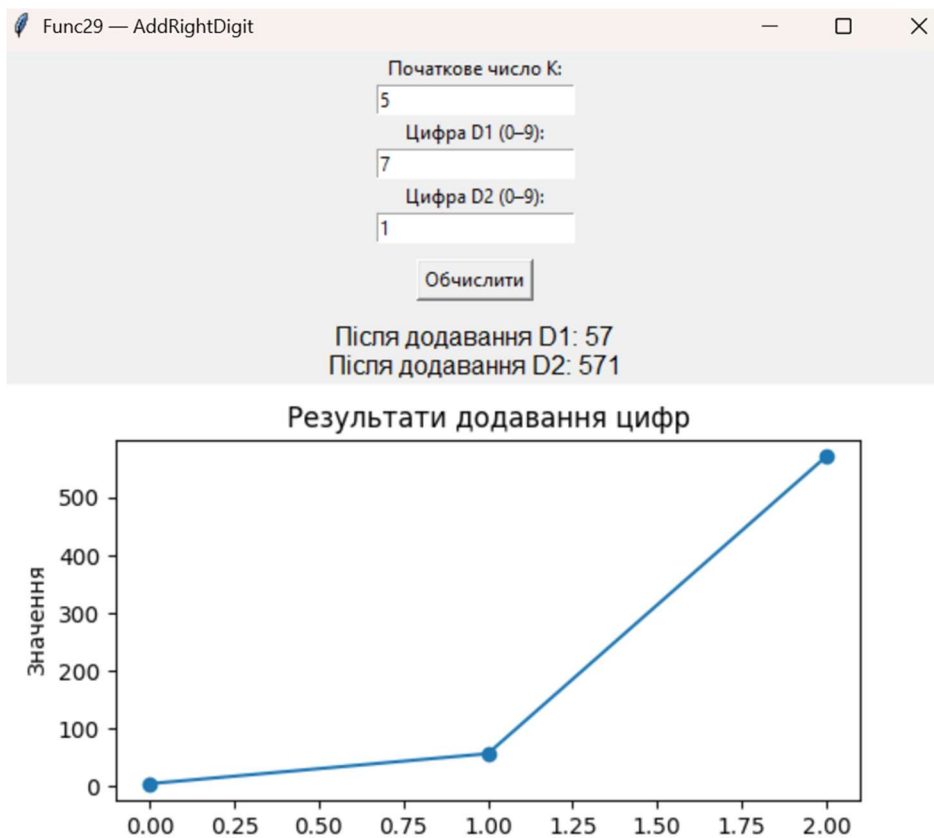 Func29 — AddRightDigit
Початкове число K:
5
Цифра D1 (0–9):
7
Цифра D2 (0–9):
1
Обчислити
Після додавання D1: 57
Після додавання D2: 571
Результати додавання цифр
Значення
500
400
300
200
100
0
0.00 0.25 0.50 0.75 1.00 1.25 1.50 1.75 2.00